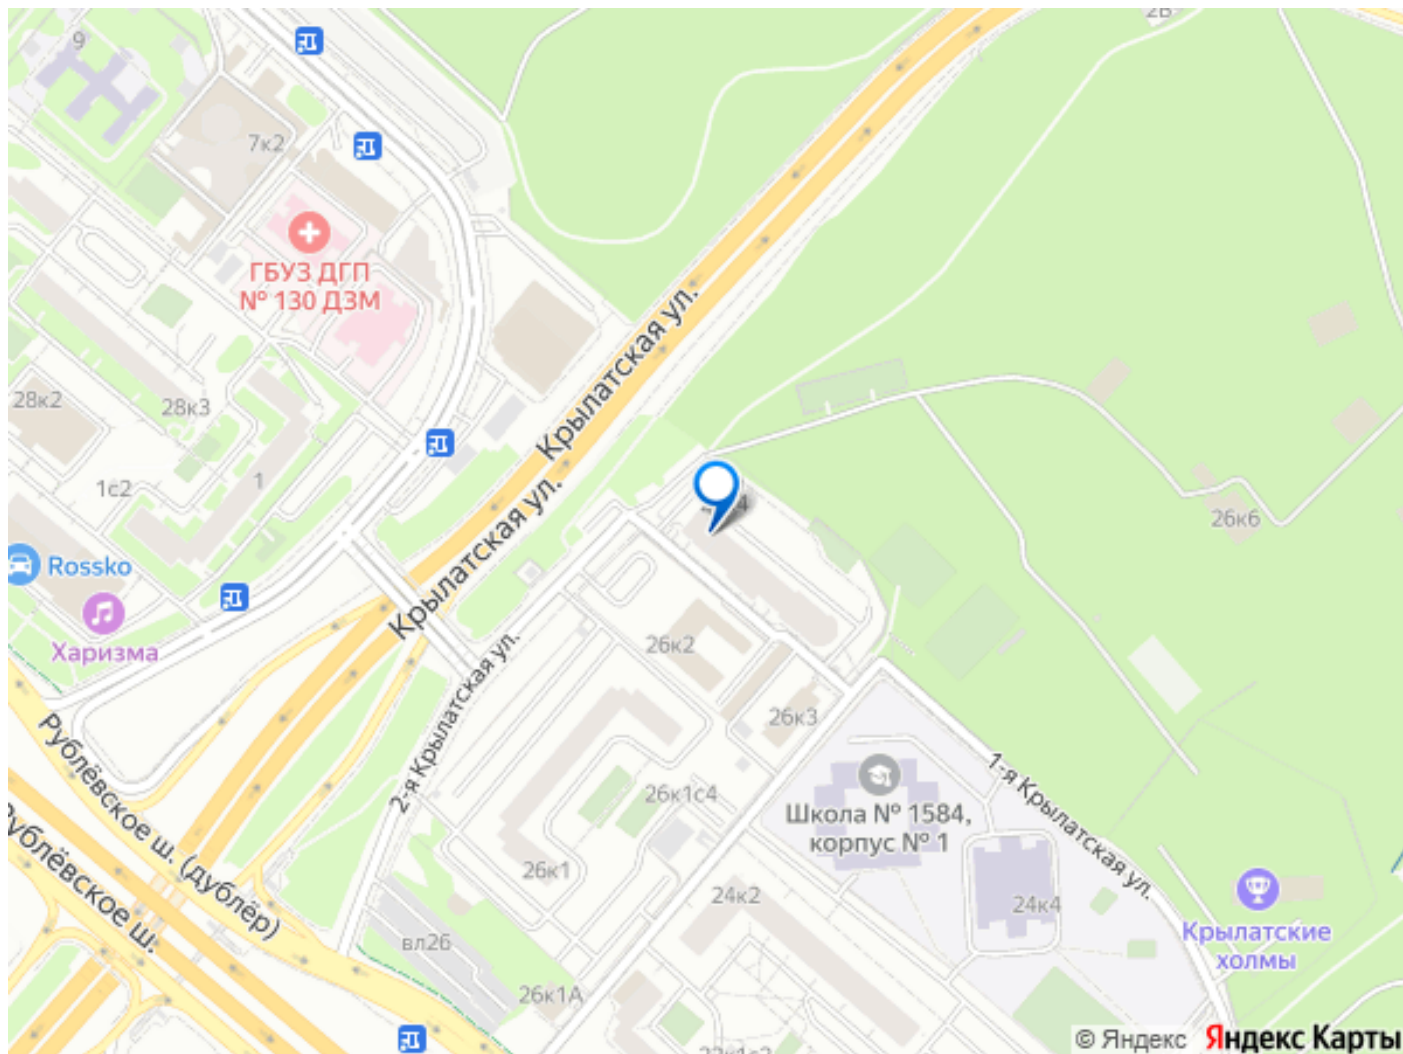 2В
9
7к2
ГБУЗ ДГП
№ 130 ДЗМ
Крылатская ул.
28к2
28к3
1
1с2
Крылатская ул.
26к6
Rossko
Харизма
26к2
2-я Крылатская ул.
26к3
Рублёвское ш. (дублёр)
Рублёвское ш.
26к1с4
1-я Крылатская ул.
Школа № 1584,
корпус № 1
26к1
24к2
24к4
Крылатские
холмы
вл26
26к1А
© Яндекс
Яндекс Карты